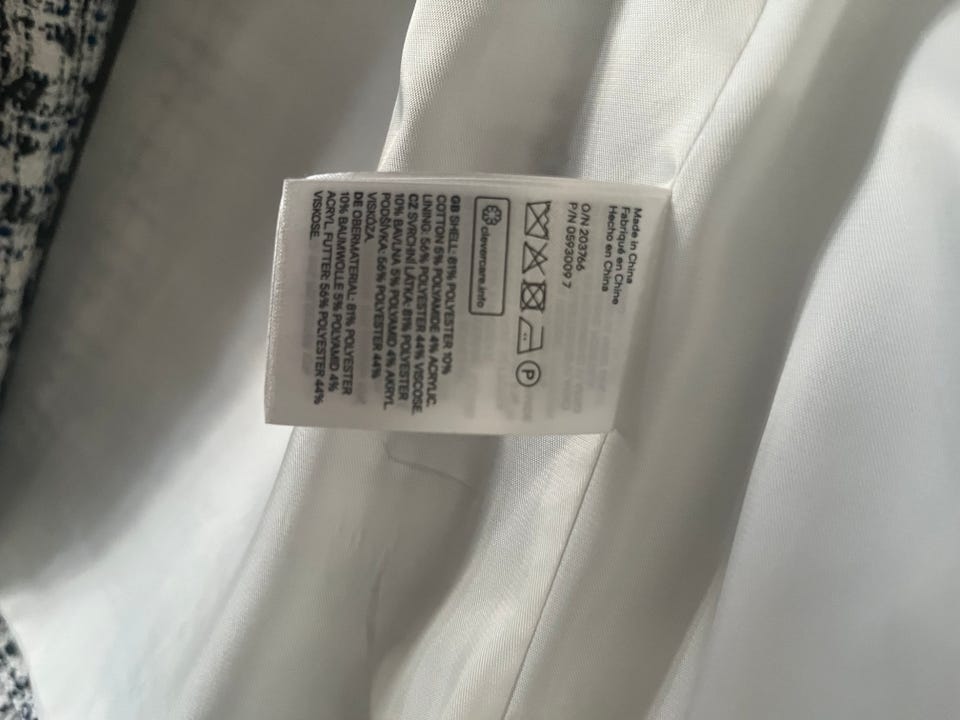 Made in China
Fabriqué en Chine
Hecho en China
O/N 203766
P/N 05930097
P
clevercare.info
GB SHELL: 81% POLYESTER 10%
COTTON 5% POLYAMIDE 4% ACRYLIC.
LINING: 56% POLYESTER 44% VISCOSE.
CZ SVRCHNÍ LÁTKA: 81% POLYESTER
10% BAVLNA 5% POLYAMID 4% AKRYL.
PODŠÍVKA: 56% POLYESTER 44%
VISKÓZA.
DE OBERMATERIAL: 81% POLYESTER
10% BAUMWOLLE 5% POLYAMID 4%
ACRYL. FUTTER: 56% POLYESTER 44%
VISKOSE.